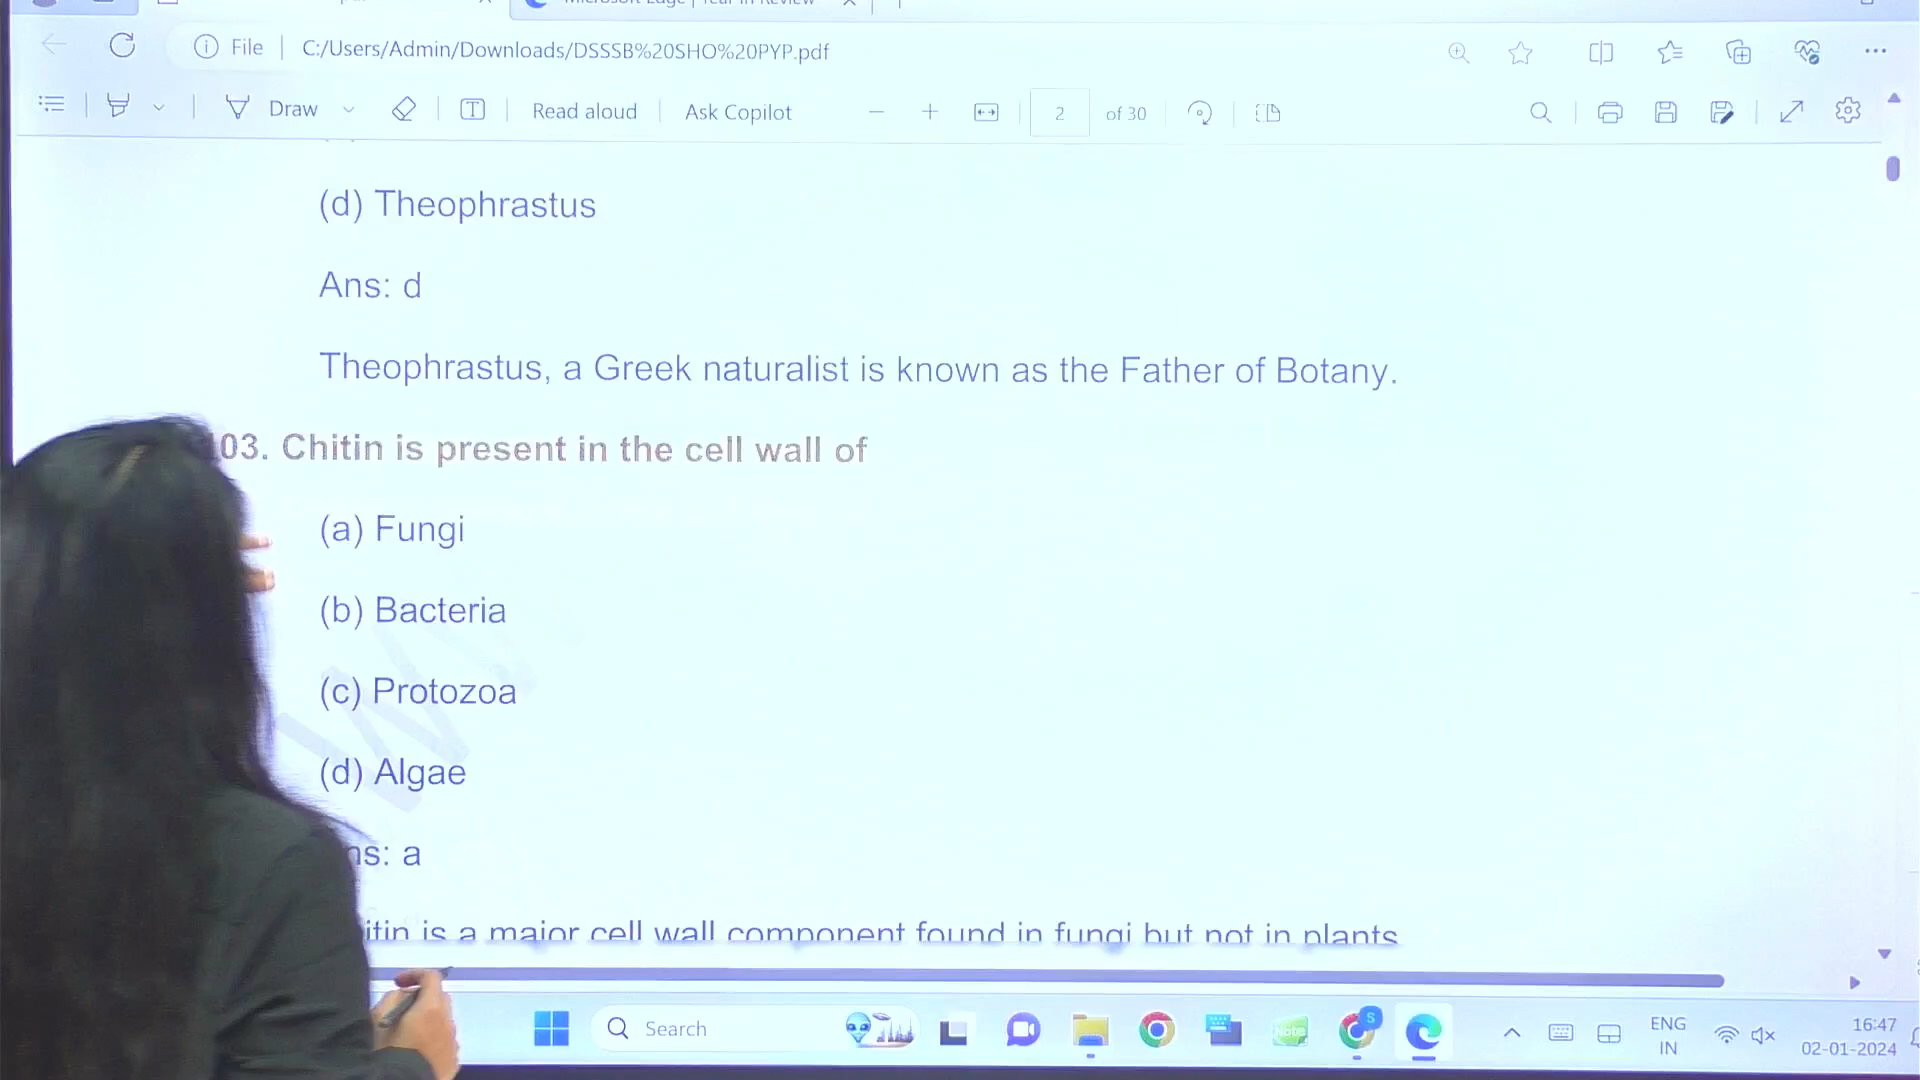 File C:/Users/Admin/Downloads/DSSSB%20SHO%20PYP.pdf
Draw Read aloud Ask Copilot 2 of 30
(d) Theophrastus
Ans: d
Theophrastus, a Greek naturalist is known as the Father of Botany.
03. Chitin is present in the cell wall of
(a) Fungi
(b) Bacteria
(c) Protozoa
(d) Algae
ns: a
itin is a major cell wall component found in fungi but not in plants
Search
ENG
IN
16:47
02-01-2024